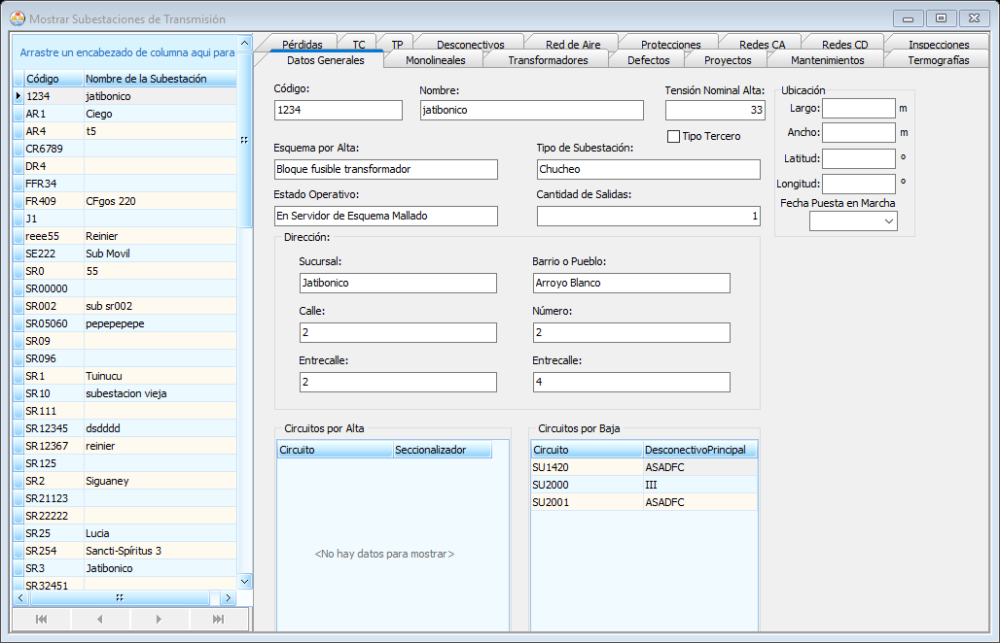 Mostrar Subestaciones de Transmisión
Arrastre un encabezado de columna aqui para
Código Nombre de la Subestación
1234 jatibonico
AR1 Ciego
AR4 t5
CR6789
DR4
FFR34
FR409 CFgos 220
J1
reee55 Reinier
SE222 Sub Movil
SR0 55
SR00000
SR002 sub sr002
SR05060 pepepepepe
SR09
SR096
SR1 Tuinucu
SR10 subestacion vieja
SR111
SR12345 dsdddd
SR12367 reinier
SR125
SR2 Siguaney
SR21123
SR22222
SR25 Lucia
SR254 Sancti-Spíritus 3
SR3 Jatibonico
SR32451
Pérdidas TC TP Desconectivos Red de Aire Protecciones Redes CA Redes CD Inspecciones
Datos Generales Monolineales Transformadores Defectos Proyectos Mantenimientos Termografías
Código: Nombre: Tensión Nominal Alta:
1234 jatibonico 33
Tipo Tercero
Esquema por Alta: Tipo de Subestación:
Bloque fusible transformador Chucheo
Estado Operativo: Cantidad de Salidas:
En Servidor de Esquema Mallado 1
Ubicación
Largo: m
Ancho: m
Latitud: º
Longitud: º
Fecha Puesta en Marcha
Dirección:
Sucursal: Barrio o Pueblo:
Jatibonico Arroyo Blanco
Calle: Número:
2 2
Entrecalle: Entrecalle:
2 4
Circuitos por Alta
Circuito Seccionalizador
<No hay datos para mostrar>
Circuitos por Baja
Circuito DesconectivoPrincipal
SU1420 ASADFC
SU2000 III
SU2001 ASADFC